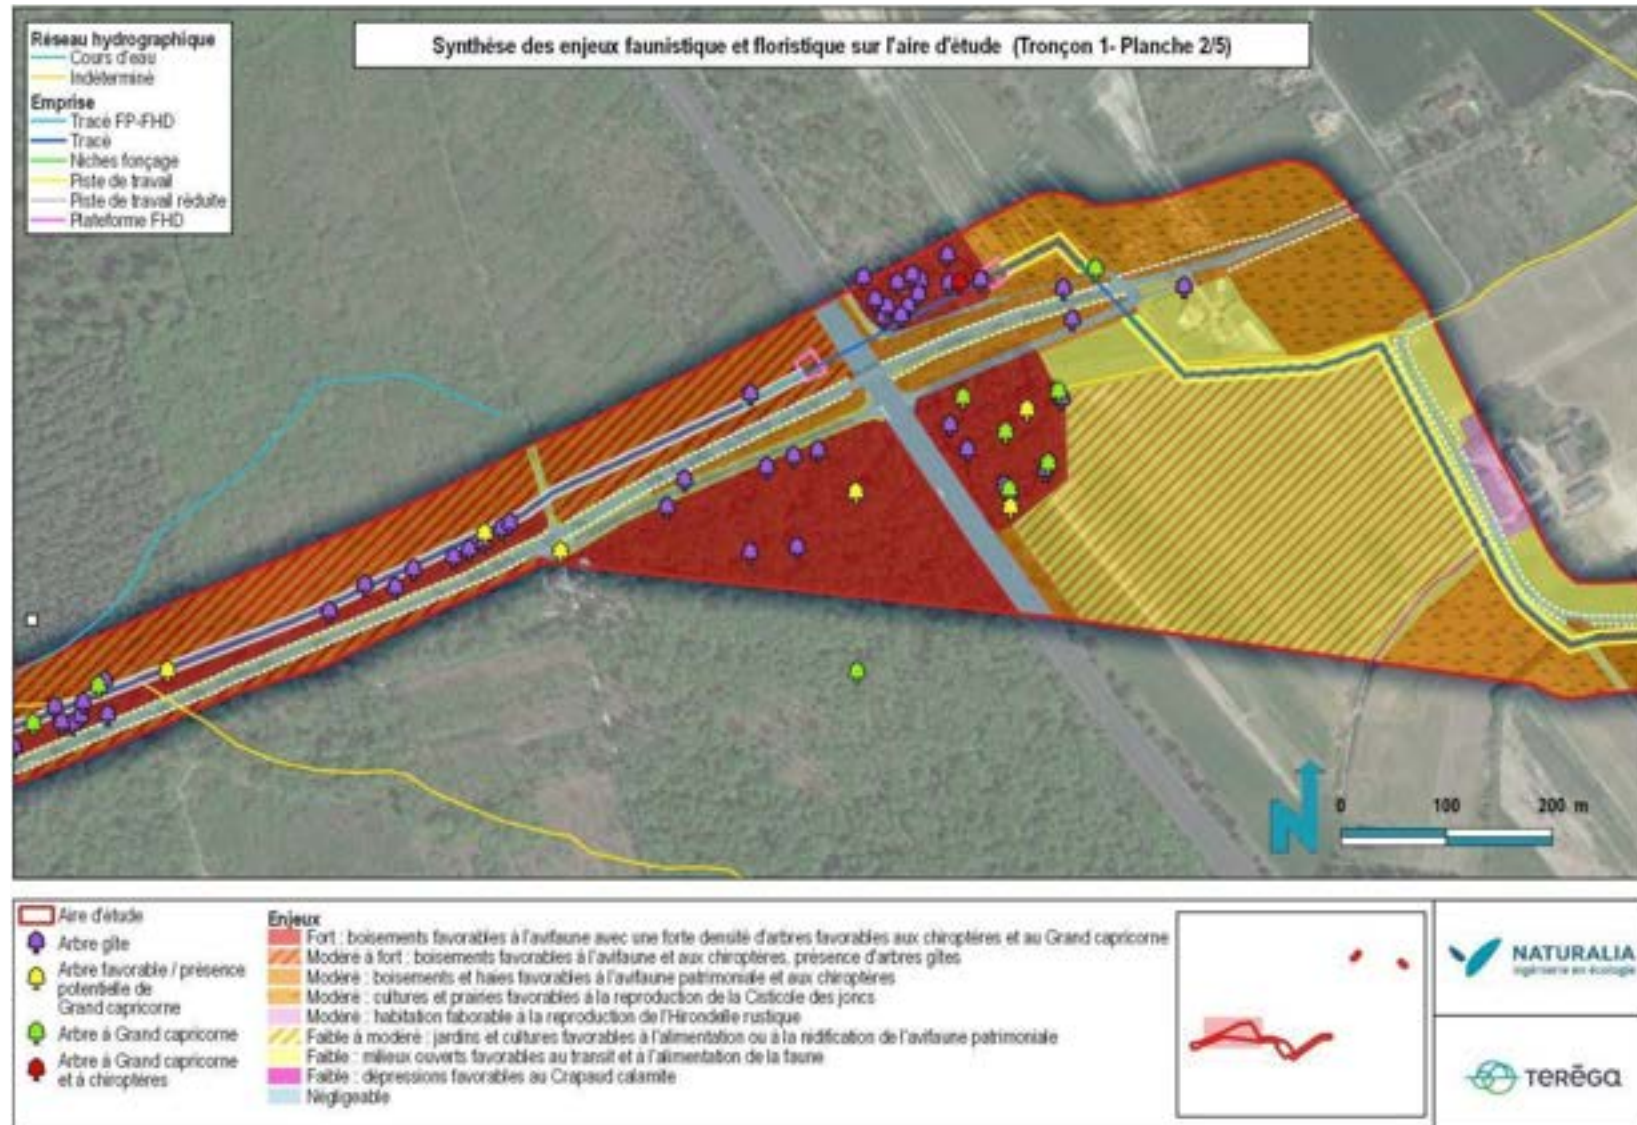 Synthèse des enjeux faunistique et floristique sur l'aire d'étude (Tronçon 1- Planche 2/5)
Réseau hydrographique
Cours d'eau
Indéterminé
Emprise
Tracé FP-FHD
Tracé
Niches fonçage
Piste de travail
Piste de travail réduite
Plateforme FHD
N
0 100 200 m
Aire d'étude
Arbre gîte
Arbre favorable / présence
potentielle de
Grand capricorne
Arbre à Grand capricorne
Arbre à Grand capricorne
et à chiroptères
Enjeux
Fort : boisements favorables à l'avifaune avec une forte densité d'arbres favorables aux chiroptères et au Grand capricorne
Modéré à fort : boisements favorables à l'avifaune et aux chiroptères, présence d'arbres gîtes
Modéré : boisements et haies favorables à l'avifaune patrimoniale et aux chiroptères
Modéré : cultures et prairies favorables à la reproduction de la Cisticole des joncs
Modéré : habitation faborable à la reproduction de l'Hirondelle rustique
Faible à modéré : jardins et cultures favorables à l'alimentation ou à la nidification de l'avifaune patrimoniale
Faible : milieux ouverts favorables au transit et à l'alimentation de la faune
Faible : dépressions favorables au Crapaud calamite
Négligeable
NATURALIA
Ingénierie en écologie
TERĒGA